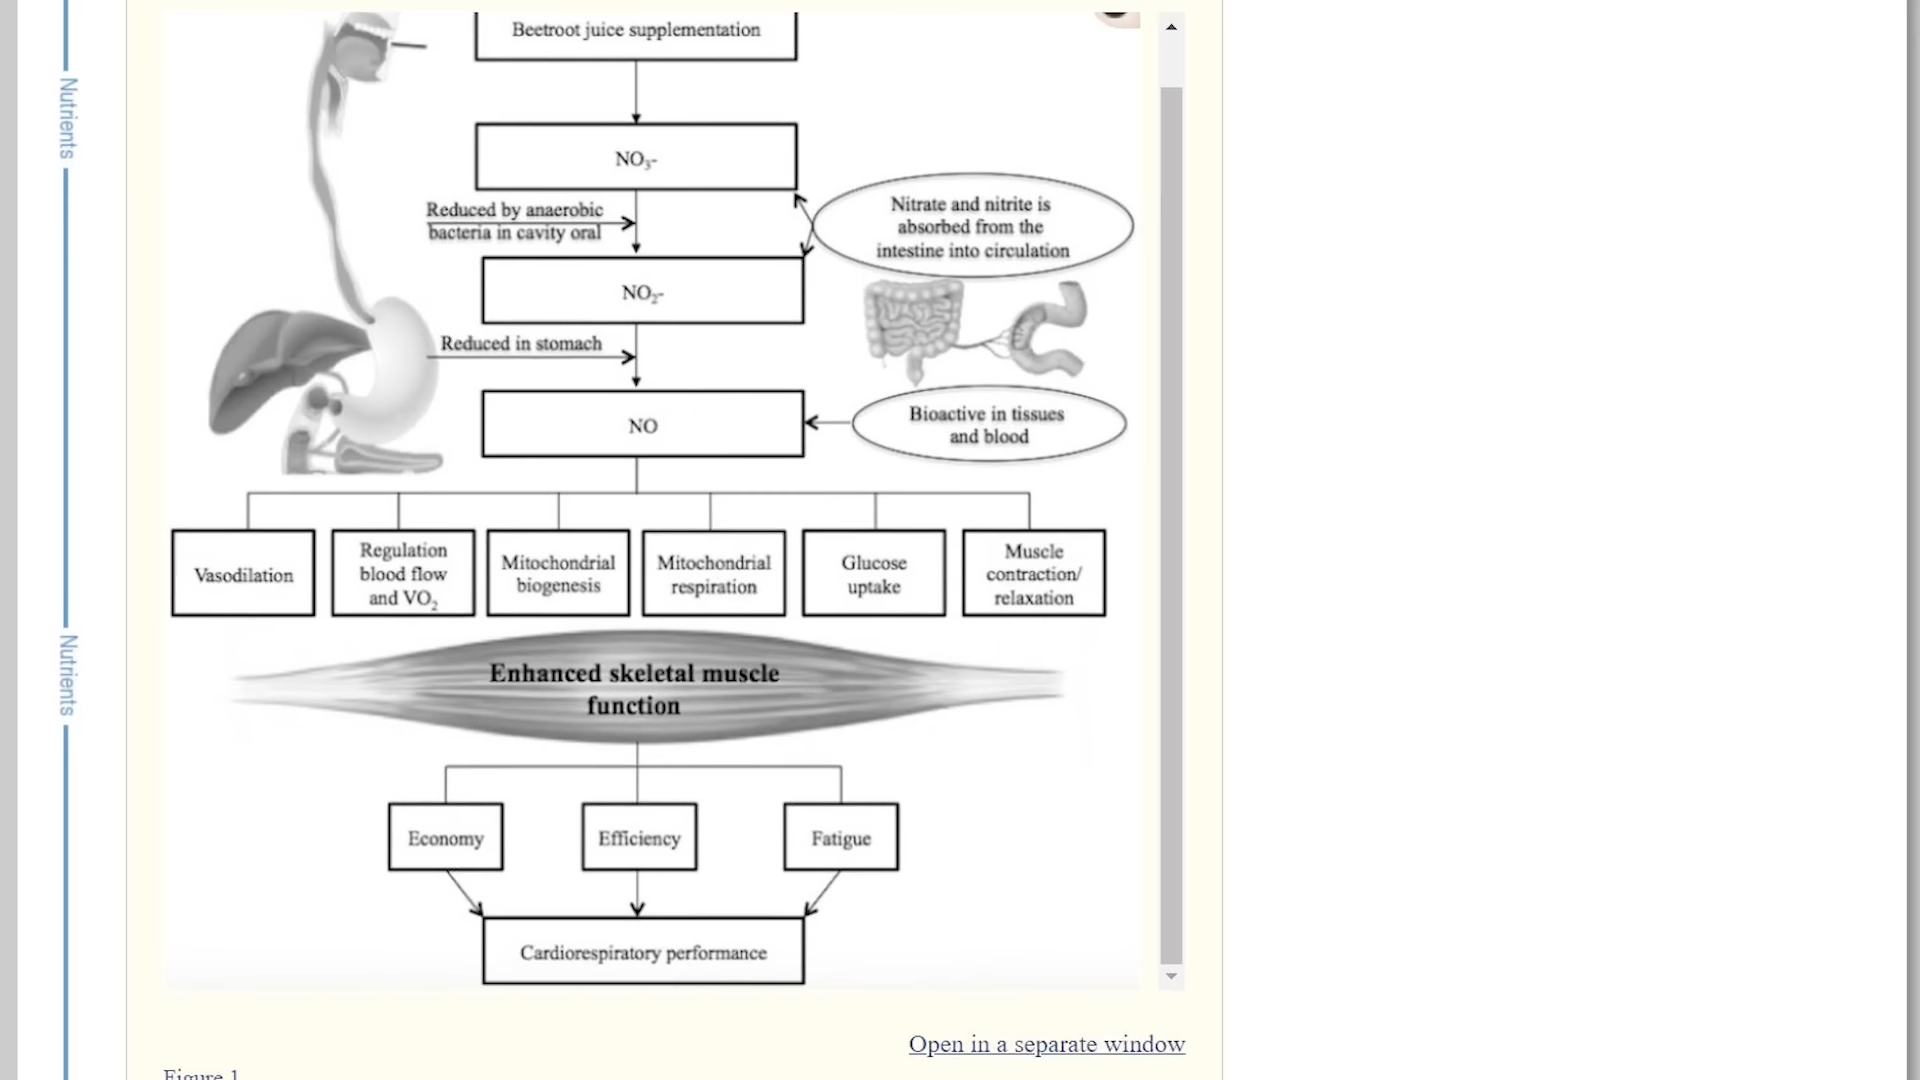 Nutrients
Nutrients
Beetroot juice supplementation
NO3-
Reduced by anaerobic
bacteria in cavity oral
Nitrate and nitrite is
absorbed from the
intestine into circulation
NO2-
Reduced in stomach
NO
Bioactive in tissues
and blood
Vasodilation
Regulation
blood flow
and VO2
Mitochondrial
biogenesis
Mitochondrial
respiration
Glucose
uptake
Muscle
contraction/
relaxation
Enhanced skeletal muscle
function
Economy
Efficiency
Fatigue
Cardiorespiratory performance
Open in a separate window
Figure 1